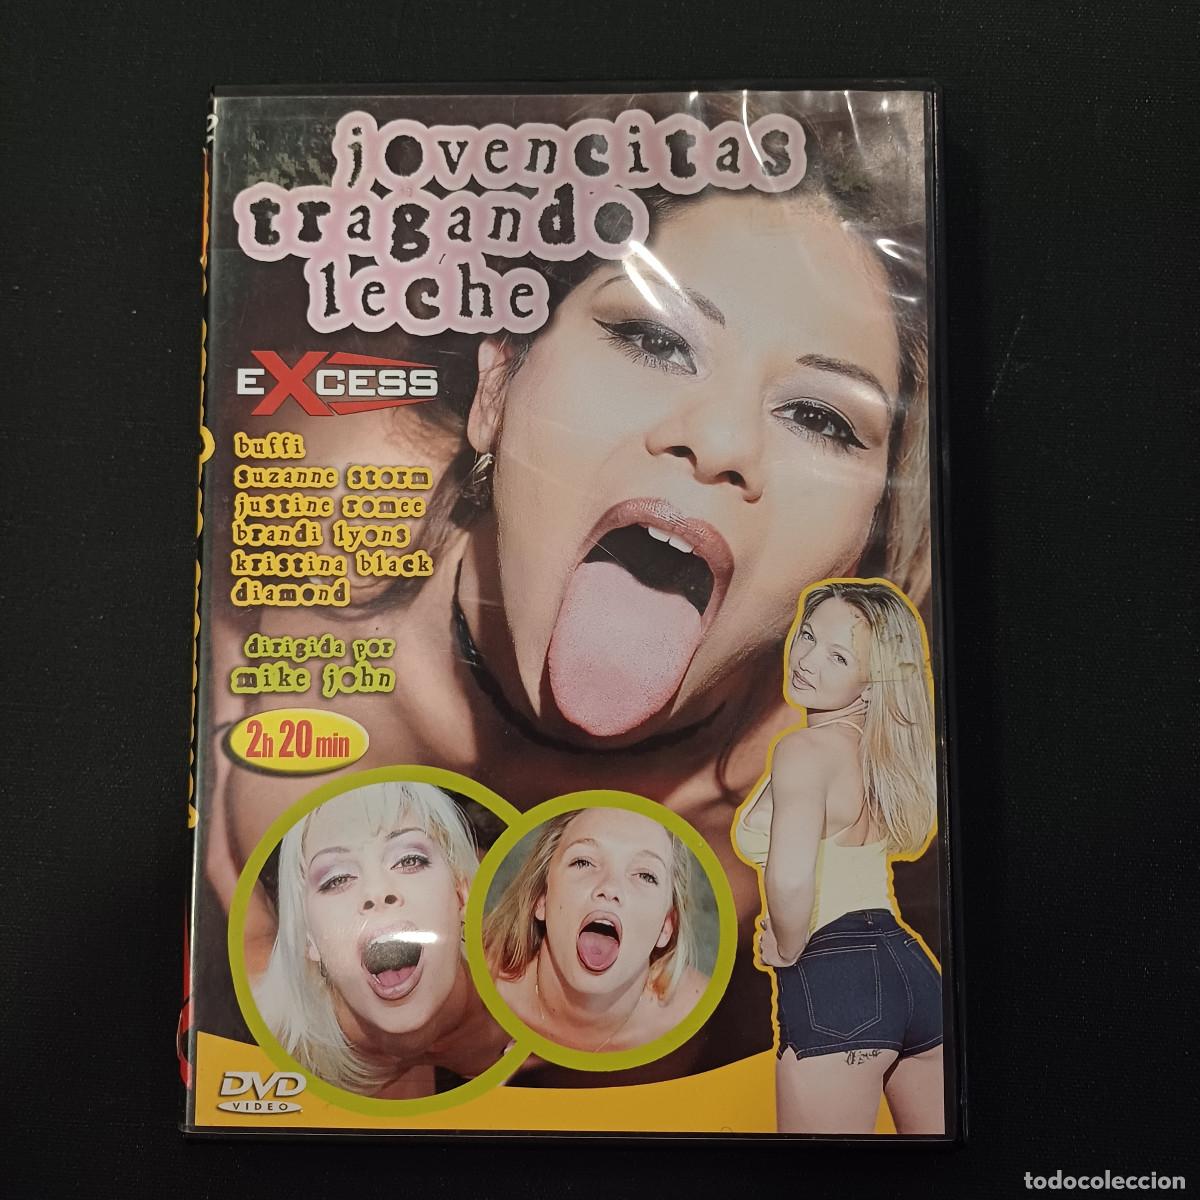 jovencitas
tragando
leche
EXCESS
buffi
suzanne storm
justine romee
brandi lyons
kristina black
diamond
dirigida por
mike john
2h 20 min
DVD
VIDEO
todocoleccion